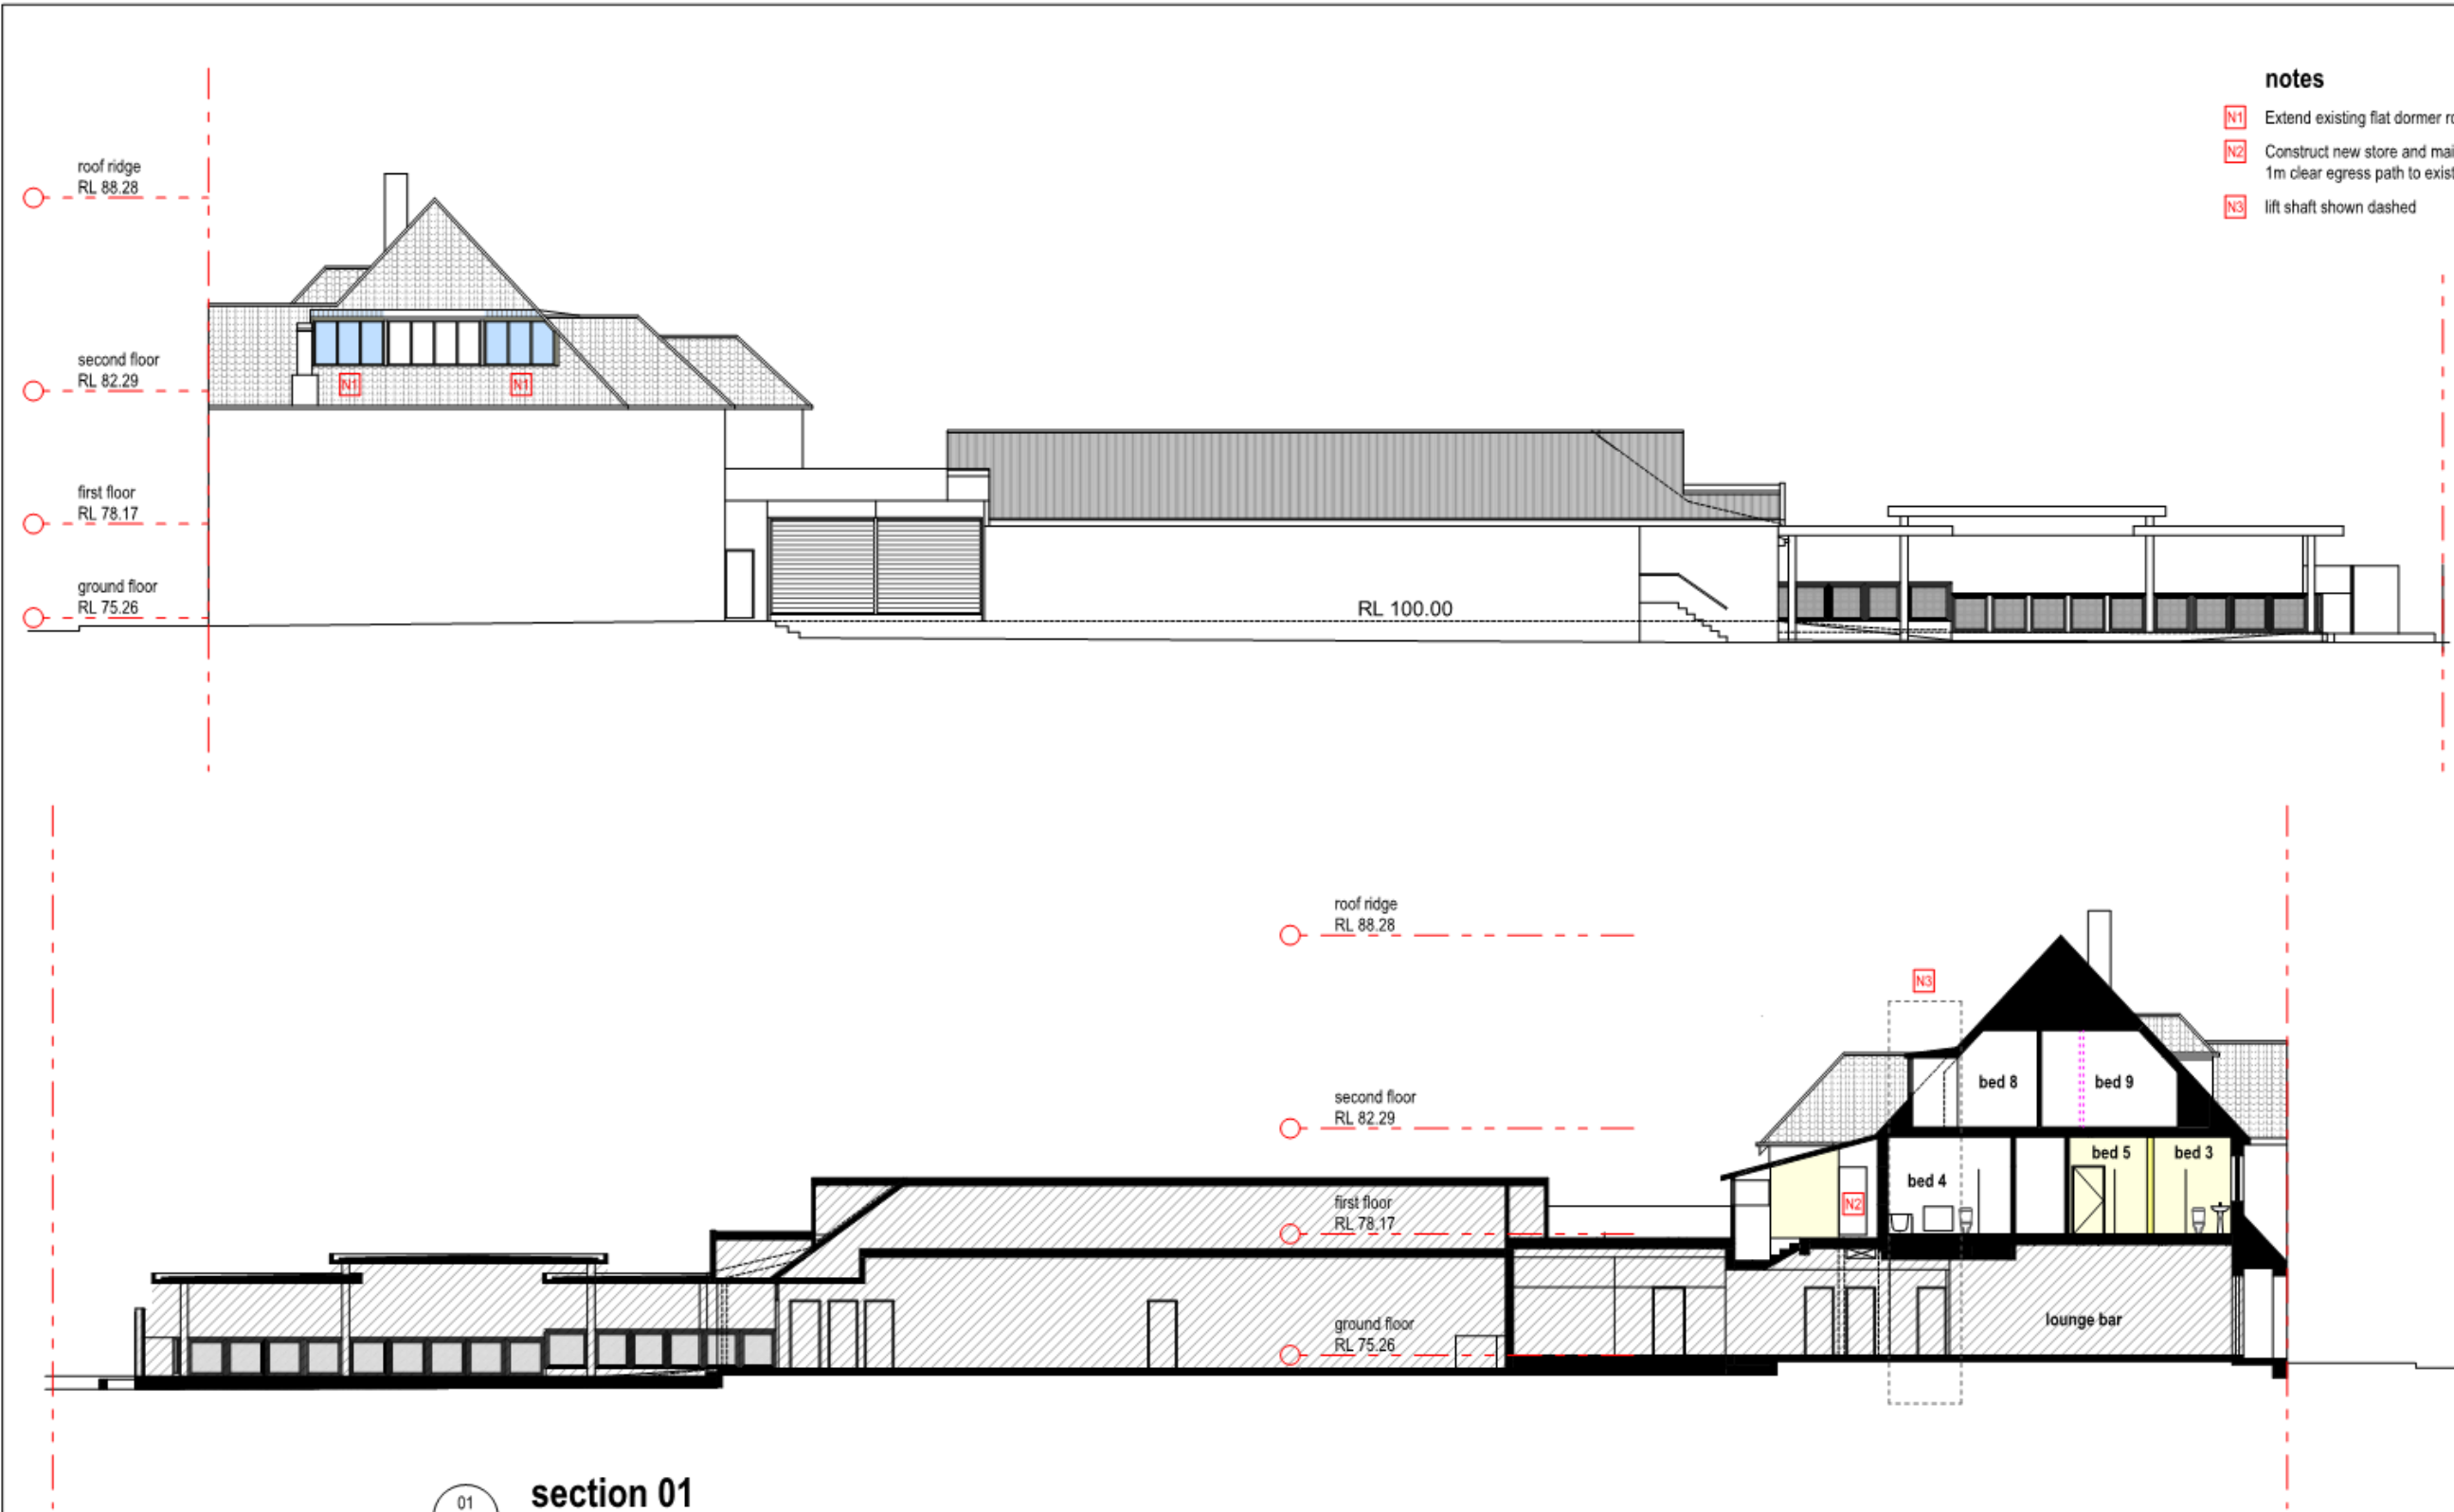 notes
N1 Extend existing flat dormer
N2 Construct new store and
1m clear egress path to
N3 lift shaft shown dashed
roof ridge
RL 88.28
second floor
RL 82.29
N1 N1
first floor
RL 78.17
ground floor
RL 75.26
RL 100.00
roof ridge
RL 88.28
N3
second floor
RL 82.29
bed 8 bed 9
bed 5 bed 3
bed 4
N2
first floor
RL 78.17
ground floor
RL 75.26
lounge bar
01
section 01